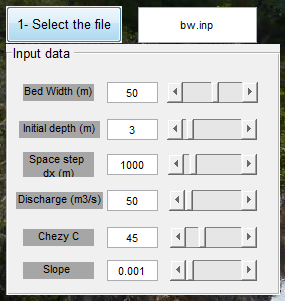 1- Select the file
bw.inp
Input data
Bed Width (m)
50
Initial depth (m)
3
Space step
dx (m)
1000
Discharge (m3/s)
50
Chezy C
45
Slope
0.001